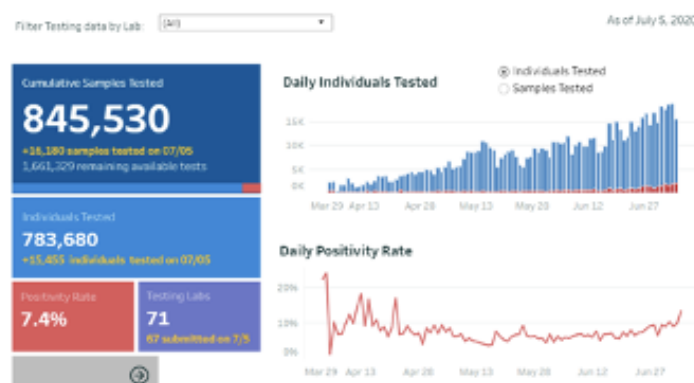 Filter Testing data by Lab: (All)
As of July 5, 2020
Cumulative Samples Tested
845,530
+16,180 samples tested on 07/05
1,661,329 remaining available tests
Individuals Tested
783,680
+15,455 individuals tested on 07/05
Positivity Rate
7.4%
Testing Labs
71
67 submitted on 7/5
Daily Individuals Tested
Individuals Tested
Samples Tested
15K
10K
5K
0K
Mar 29 Apr 13 Apr 28 May 13 May 28 Jun 12 Jun 27
Daily Positivity Rate
20%
10%
0%
Mar 29 Apr 13 Apr 28 May 13 May 28 Jun 12 Jun 27